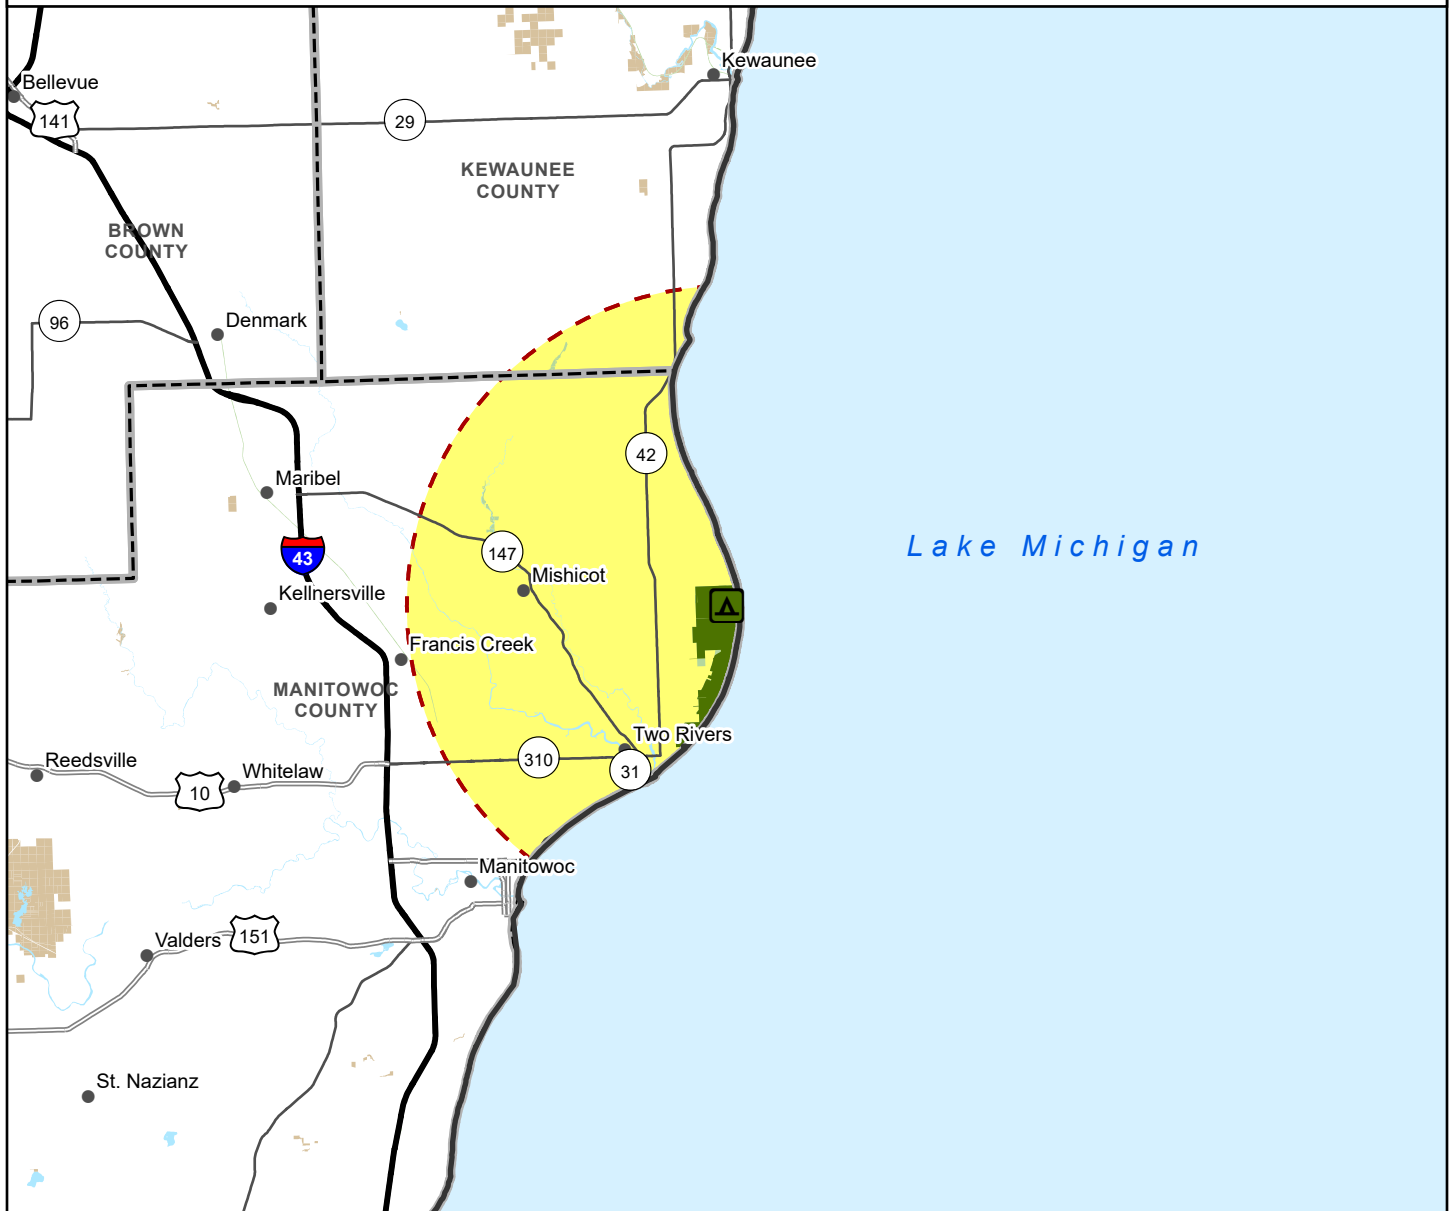 Kewaunee
Bellevue
141
29
KEWAUNEE
COUNTY
BROWN
COUNTY
96
Denmark
42
Maribel
Lake Michigan
43
147
Mishicot
Kellnersville
Francis Creek
MANITOWOC
COUNTY
Two Rivers
Reedsville
310
Whitelaw
31
10
Manitowoc
Valders
151
St. Nazianz